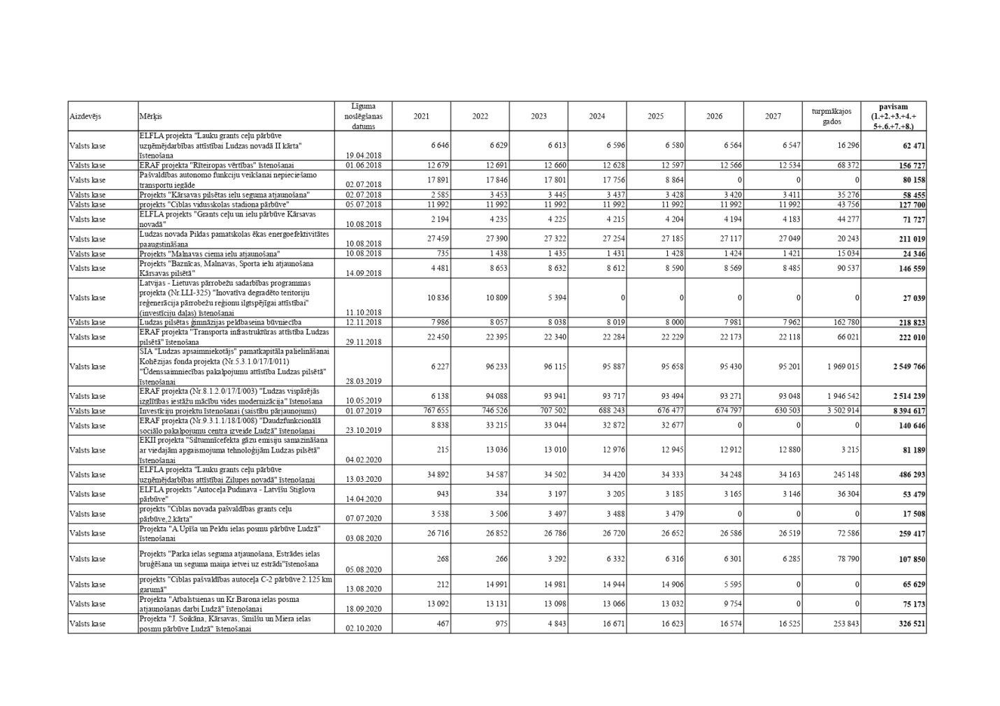 Aizdevējs Mērķis Līguma noslēgšanas datums 2021 2022 2023 2024 2025 2026 2027 turpmākajos gados pavisam (1.+2.+3.+4.+ 5+.6.+7.+8.)
Valsts kase ELFLA projekta "Lauku grants ceļu pārbūve uzņēmējdarbības attīstībai Ludzas novadā II kārta" īstenošana 19.04.2018 6 646 6 629 6 613 6 596 6 580 6 564 6 547 16 296 62 471
Valsts kase ERAF projekta "Rīteiropas vērtības" īstenošanai 01.06.2018 12 679 12 691 12 660 12 628 12 597 12 566 12 534 68 372 156 727
Valsts kase Pašvaldības autonomo funkciju veikšanai nepieciešamo transportu iegāde 02.07.2018 17 891 17 846 17 801 17 756 8 864 0 0 0 80 158
Valsts kase Projekts "Kārsavas pilsētas ielu seguma atjaunošana" 02.07.2018 2 585 3 453 3 445 3 437 3 428 3 420 3 411 35 276 58 455
Valsts kase projekts "Ciblas vidusskolas stadiona pārbūve" 05.07.2018 11 992 11 992 11 992 11 992 11 992 11 992 11 992 43 756 127 700
Valsts kase ELFLA projekts "Grants ceļu un ielu pārbūve Kārsavas novadā" 10.08.2018 2 194 4 235 4 225 4 215 4 204 4 194 4 183 44 277 71 727
Valsts kase Ludzas novada Pildas pamatskolas ēkas energoefektivitātes paaugstināšana 10.08.2018 27 459 27 390 27 322 27 254 27 185 27 117 27 049 20 243 211 019
Valsts kase Projekts "Malnavas ciema ielu atjaunošana" 10.08.2018 735 1 438 1 435 1 431 1 428 1 424 1 421 15 034 24 346
Valsts kase Projekts "Baznīcas, Malnavas, Sporta ielu atjaunošana Kārsavas pilsētā" 14.09.2018 4 481 8 653 8 632 8 612 8 590 8 569 8 485 90 537 146 559
Valsts kase Latvijas - Lietuvas pārrobežu sadarbības programmas projekta (Nr.LLI-325) "Inovatīva degradēto teritoriju reģenerācija pārrobežu reģionu ilgtspējīgai attīstībai" (investīciju daļas) īstenošanai 11.10.2018 10 836 10 809 5 394 0 0 0 0 0 27 039
Valsts kase Ludzas pilsētas ģimnāzijas peldbaseina būvniecība 12.11.2018 7 986 8 057 8 038 8 019 8 000 7 981 7 962 162 780 218 823
Valsts kase ERAF projekta "Transporta infrastruktūras attīstība Ludzas pilsētā" īstenošana 29.11.2018 22 450 22 395 22 340 22 284 22 229 22 173 22 118 66 021 222 010
Valsts kase SIA "Ludzas apsaimniekotājs" pamatkapitāla palielināšanai Kohēzijas fonda projekta (Nr.5.3.1.0/17/I/011) "Ūdenssaimniecības pakalpojumu attīstība Ludzas pilsētā" īstenošanai 28.03.2019 6 227 96 233 96 115 95 887 95 658 95 430 95 201 1 969 015 2 549 766
Valsts kase ERAF projekta (Nr.8.1.2.0/17/I/003) "Ludzas vispārējās izglītības iestāžu mācību vides modernizācija" īstenošana 10.05.2019 6 138 94 088 93 941 93 717 93 494 93 271 93 048 1 946 542 2 514 239
Valsts kase Investīciju projektu īstenošanai (saistību pārjaunojums) 01.07.2019 767 655 746 526 707 502 688 243 676 477 674 797 630 503 3 502 914 8 394 617
Valsts kase ERAF projekta (Nr.9.3.1.1/18/I/008) "Daudzfunkcionālā sociālo pakalpojumu centra izveide Ludzā" īstenošanai 23.10.2019 8 838 33 215 33 044 32 872 32 677 0 0 0 140 646
Valsts kase EKII projekta "Siltumnīcefekta gāzu emisiju samazināšana ar viedajām apgaismojuma tehnoloģijām Ludzas pilsētā" īstenošanai 04.02.2020 215 13 036 13 010 12 976 12 945 12 912 12 880 3 215 81 189
Valsts kase ELFLA projekta "Lauku grants ceļu pārbūve uzņēmējdarbības attīstībai Zilupes novadā" īstenošanai 13.03.2020 34 892 34 587 34 502 34 420 34 333 34 248 34 163 245 148 486 293
Valsts kase ELFLA projekts "Autoceļa Pudinava - Latvīšu Stiglova pārbūve" 14.04.2020 943 334 3 197 3 205 3 185 3 165 3 146 36 304 53 479
Valsts kase projekts "Ciblas novada pašvaldības grants ceļu pārbūve,2.kārta" 07.07.2020 3 538 3 506 3 497 3 488 3 479 0 0 0 17 508
Valsts kase Projekta "A.Upīša un Peldu ielas posmu pārbūve Ludzā" īstenošanai 03.08.2020 26 716 26 852 26 786 26 720 26 652 26 586 26 519 72 586 259 417
Valsts kase Projekts "Parka ielas seguma atjaunošana, Estrādes ielas bruģēšana un seguma maiņa ietvei uz estrādi"īstenošana 05.08.2020 268 266 3 292 6 332 6 316 6 301 6 285 78 790 107 850
Valsts kase projekts "Ciblas pašvaldības autoceļa C-2 pārbūve 2.125 km garumā" 13.08.2020 212 14 991 14 981 14 944 14 906 5 595 0 0 65 629
Valsts kase Projekta "Atbalstsienas un Kr.Barona ielas posma atjaunošanas darbi Ludzā" īstenošanai 18.09.2020 13 092 13 131 13 098 13 066 13 032 9 754 0 0 75 173
Valsts kase Projekta "J. Soikāna, Kārsavas, Smilšu un Miera ielas posmu pārbūve Ludzā" īstenošanai 02.10.2020 467 975 4 843 16 671 16 623 16 574 16 525 253 843 326 521